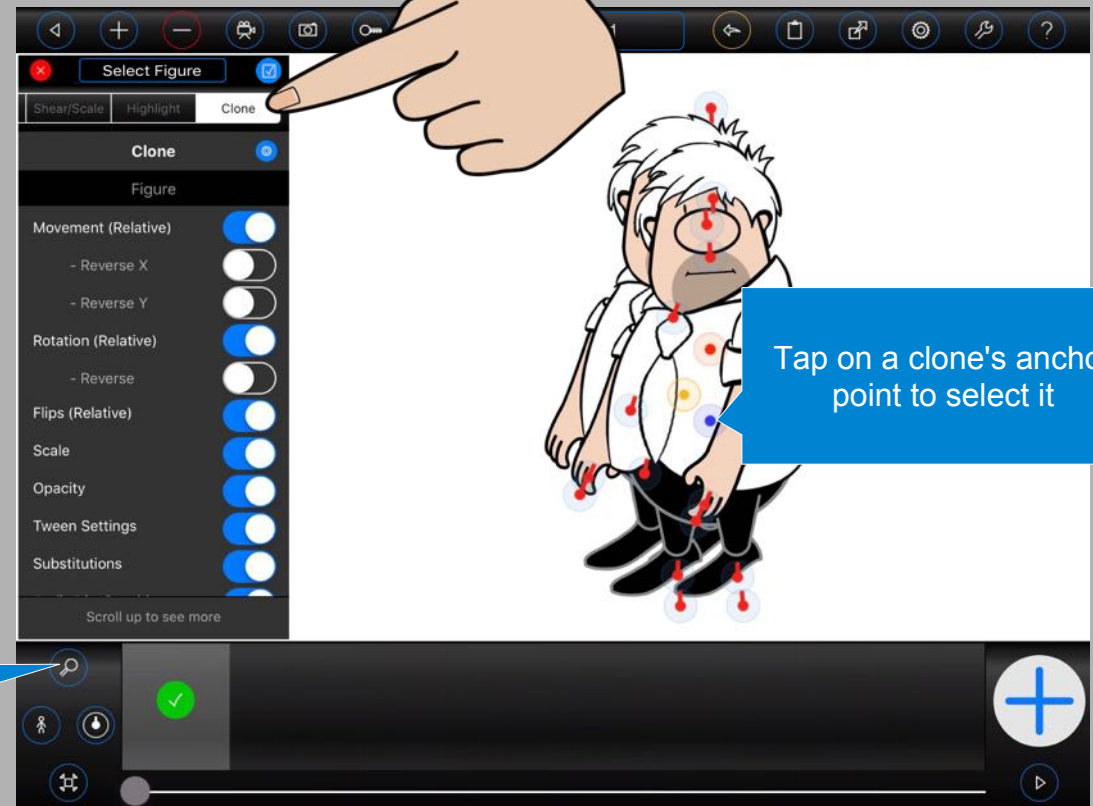 1
?
Select Figure
Shear/Scale Highlight Clone
Clone
Figure
Movement (Relative)
- Reverse X
- Reverse Y
Rotation (Relative)
- Reverse
Flips (Relative)
Scale
Opacity
Tween Settings
Substitutions
Scroll up to see more
Tap on a clone's ancho
point to select it